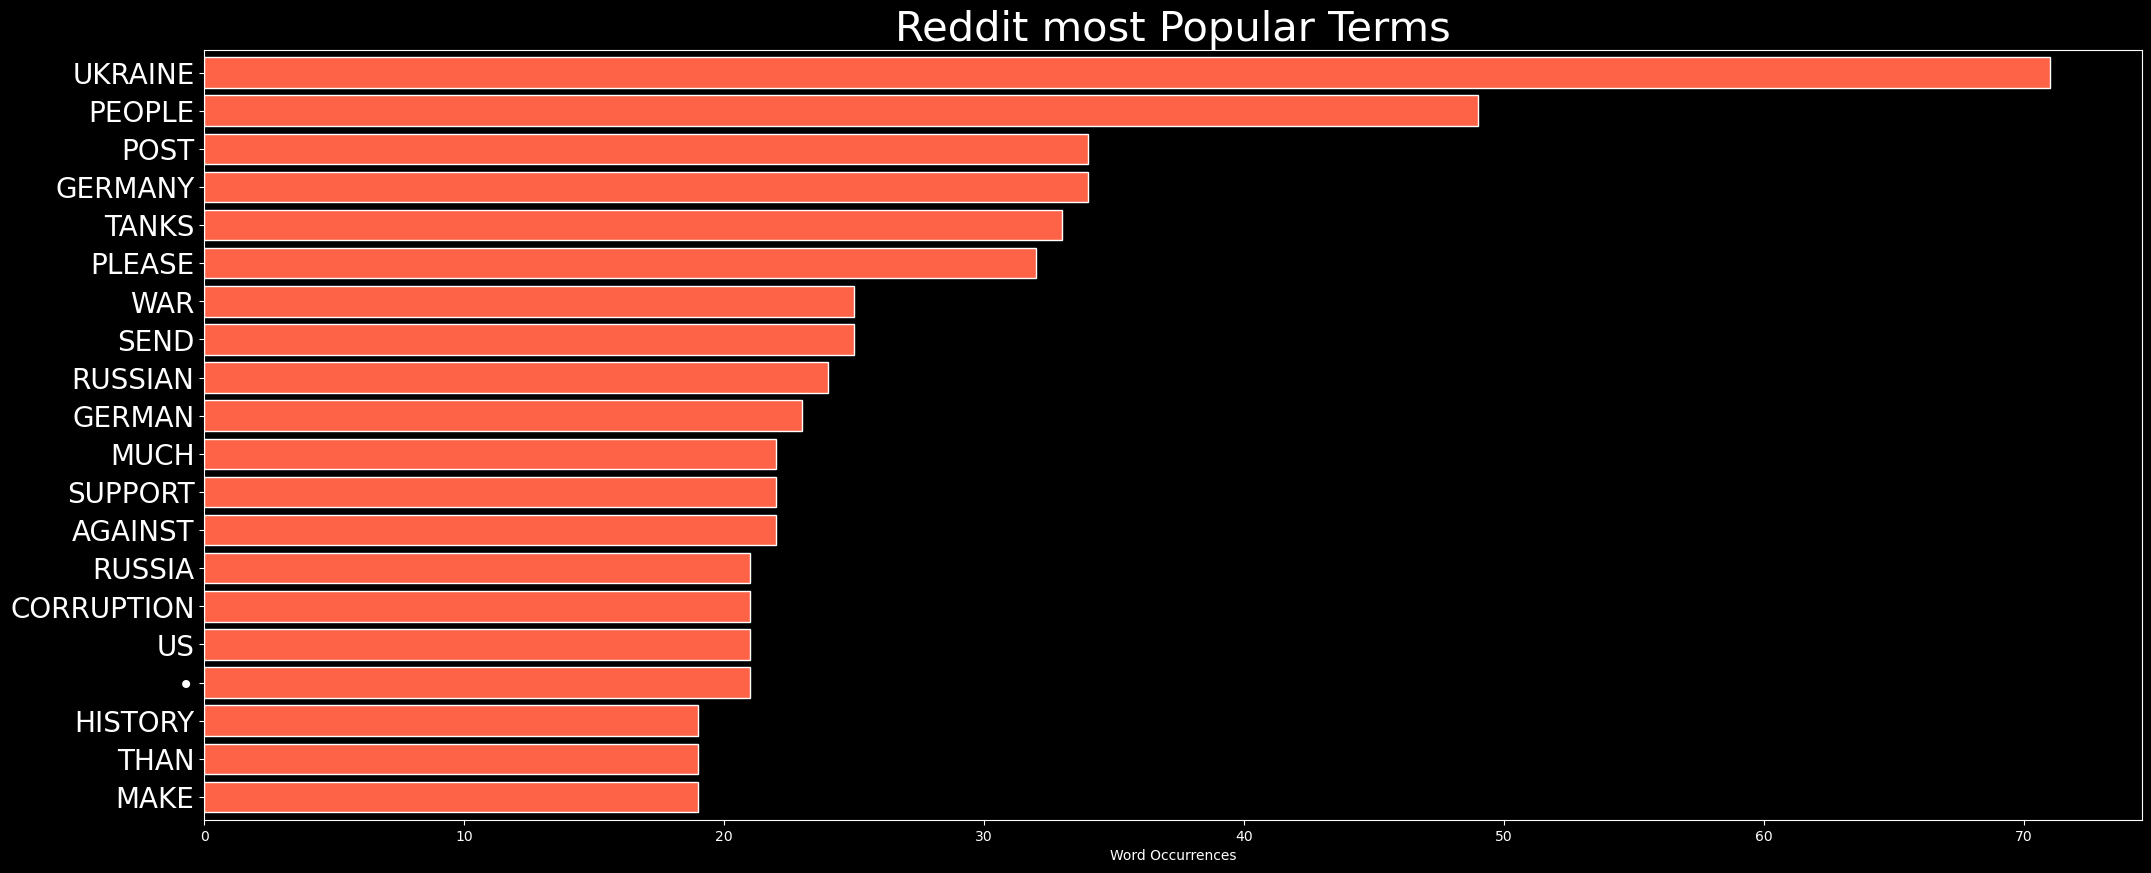 Reddit most Popular Terms
UKRAINE
PEOPLE
POST
GERMANY
TANKS
PLEASE
WAR
SEND
RUSSIAN
GERMAN
MUCH
SUPPORT
AGAINST
RUSSIA
CORRUPTION
US
•
HISTORY
THAN
MAKE
0 10 20 30 40 50 60 70
Word Occurrences